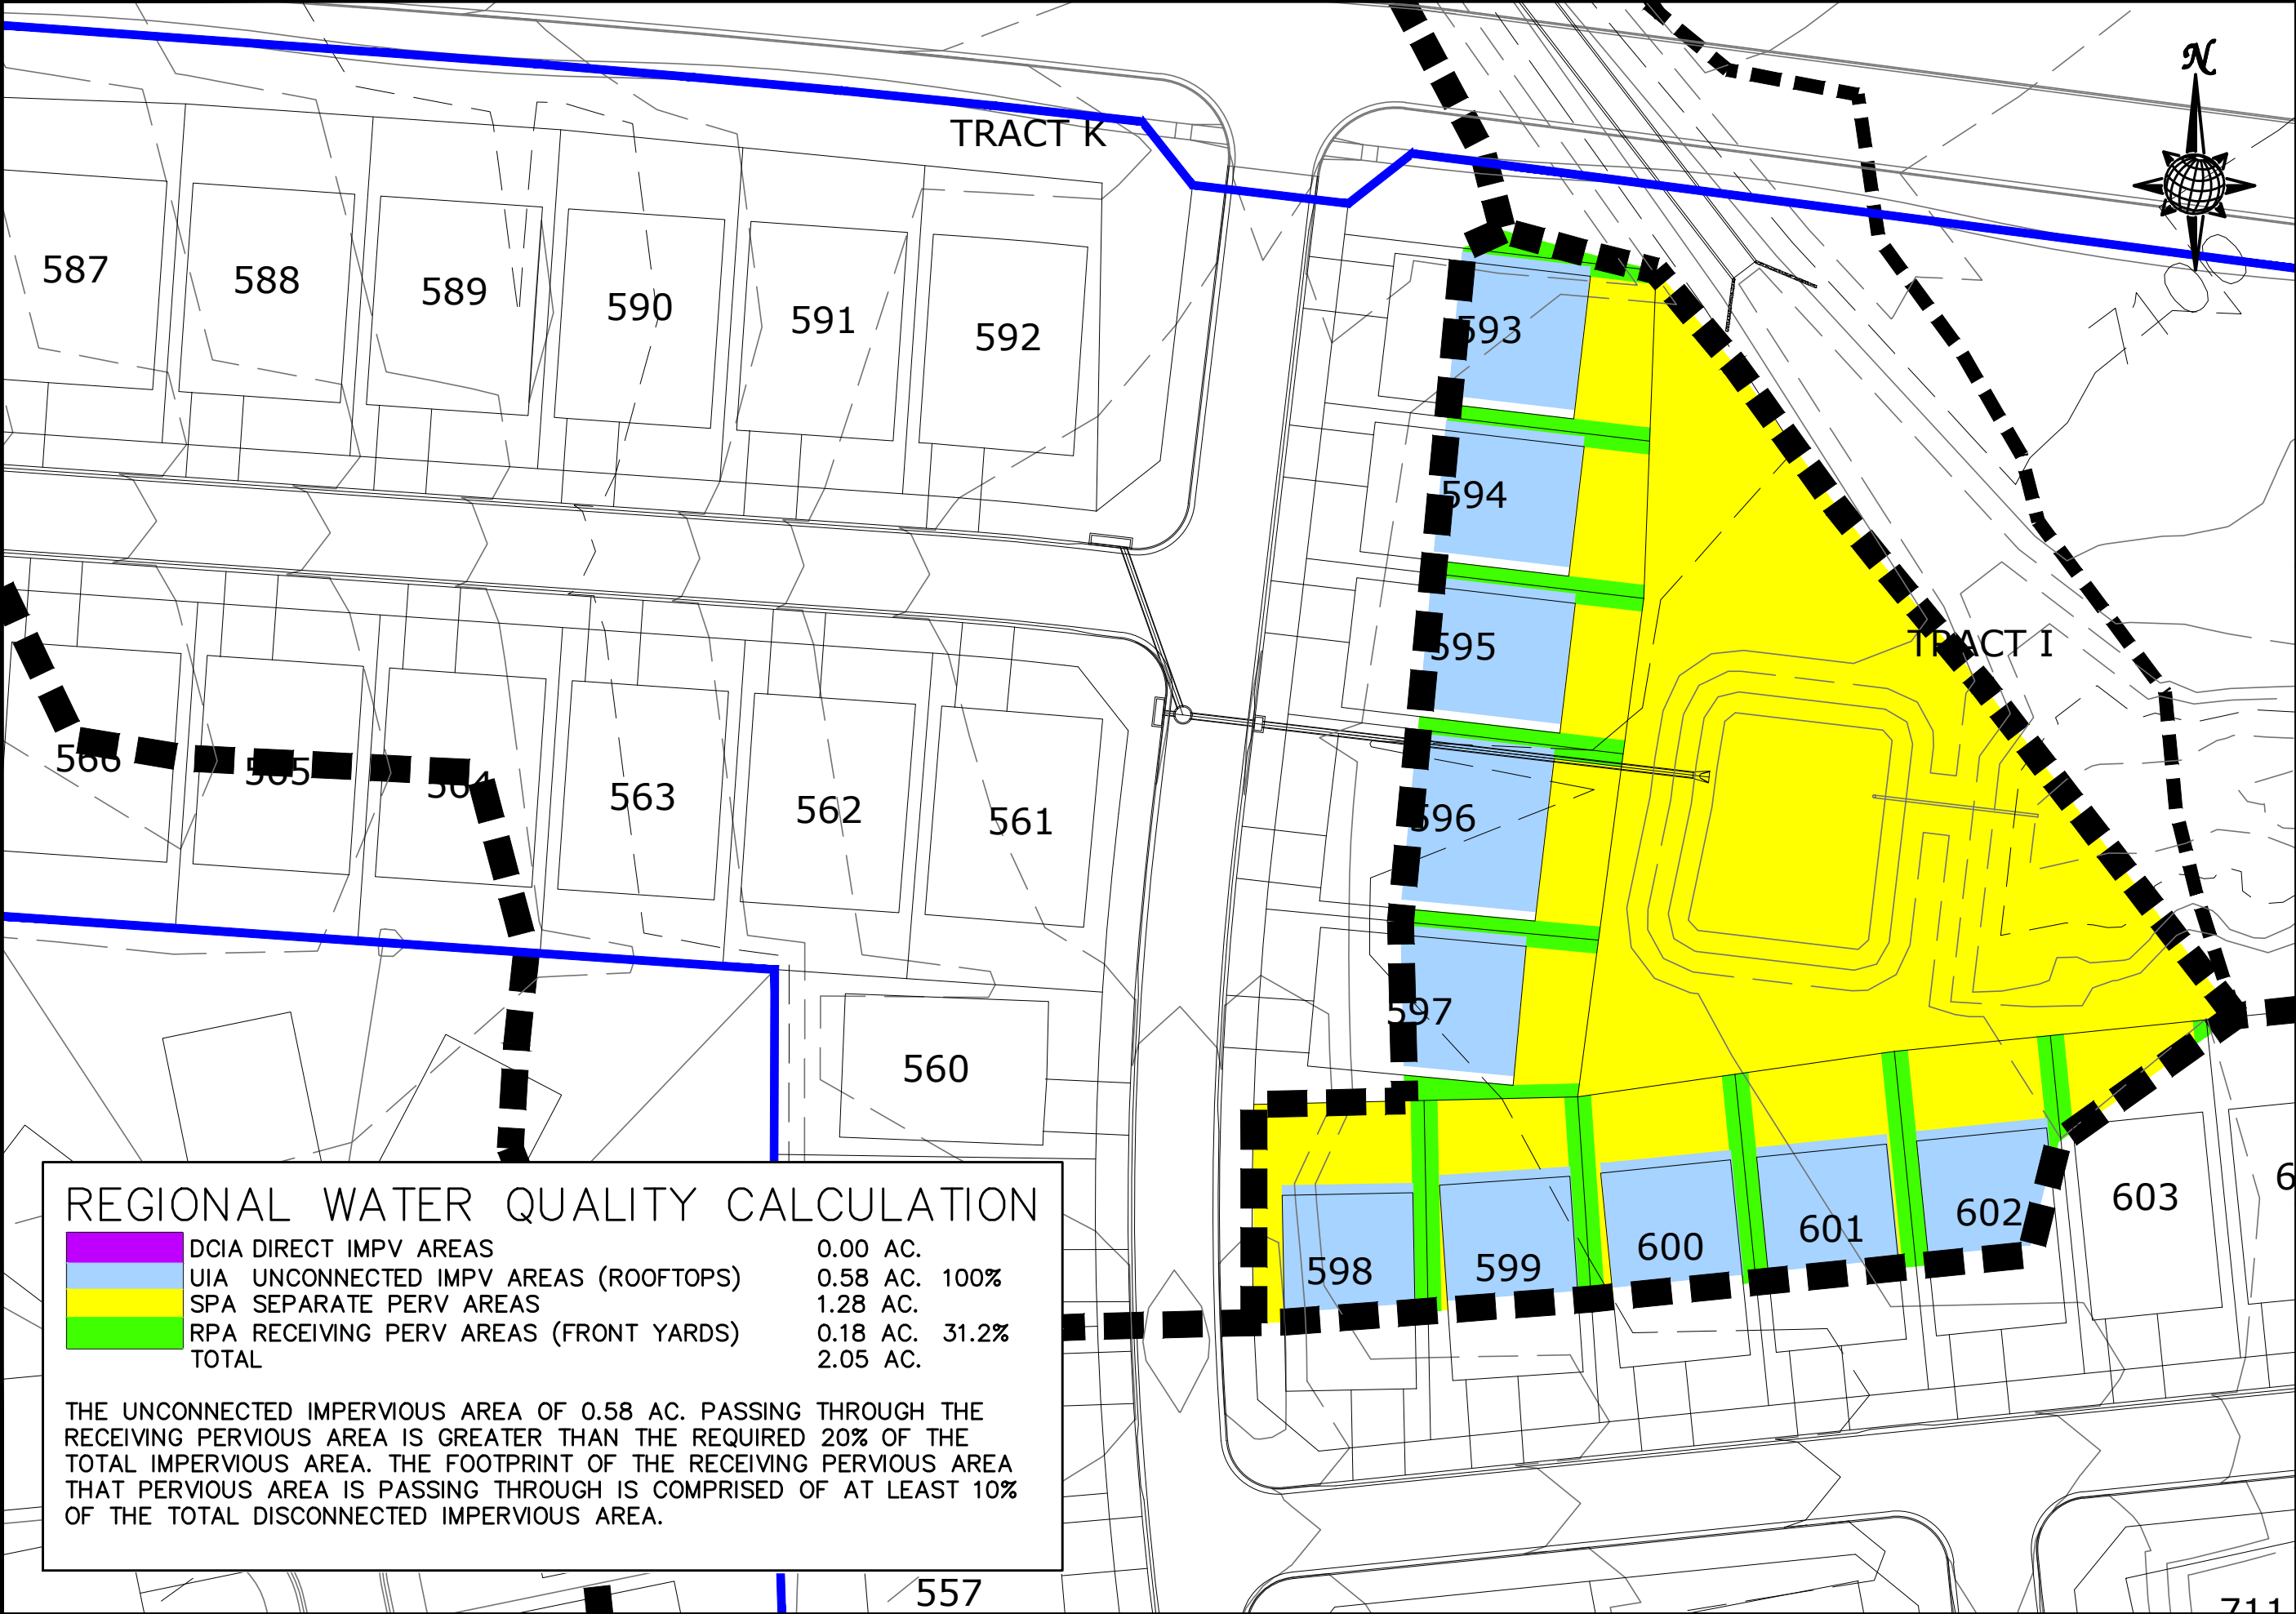 N
TRACT K
587
588
589
590
591
592
593
594
595
596
597
TRACT I
566
565
564
563
562
561
560
598
599
600
601
602
603
557
711
REGIONAL WATER QUALITY CALCULATION
DCIA DIRECT IMPV AREAS 0.00 AC.
UIA UNCONNECTED IMPV AREAS (ROOFTOPS) 0.58 AC. 100%
SPA SEPARATE PERV AREAS 1.28 AC.
RPA RECEIVING PERV AREAS (FRONT YARDS) 0.18 AC. 31.2%
TOTAL 2.05 AC.
THE UNCONNECTED IMPERVIOUS AREA OF 0.58 AC. PASSING THROUGH THE
RECEIVING PERVIOUS AREA IS GREATER THAN THE REQUIRED 20% OF THE
TOTAL IMPERVIOUS AREA. THE FOOTPRINT OF THE RECEIVING PERVIOUS AREA
THAT PERVIOUS AREA IS PASSING THROUGH IS COMPRISED OF AT LEAST 10%
OF THE TOTAL DISCONNECTED IMPERVIOUS AREA.